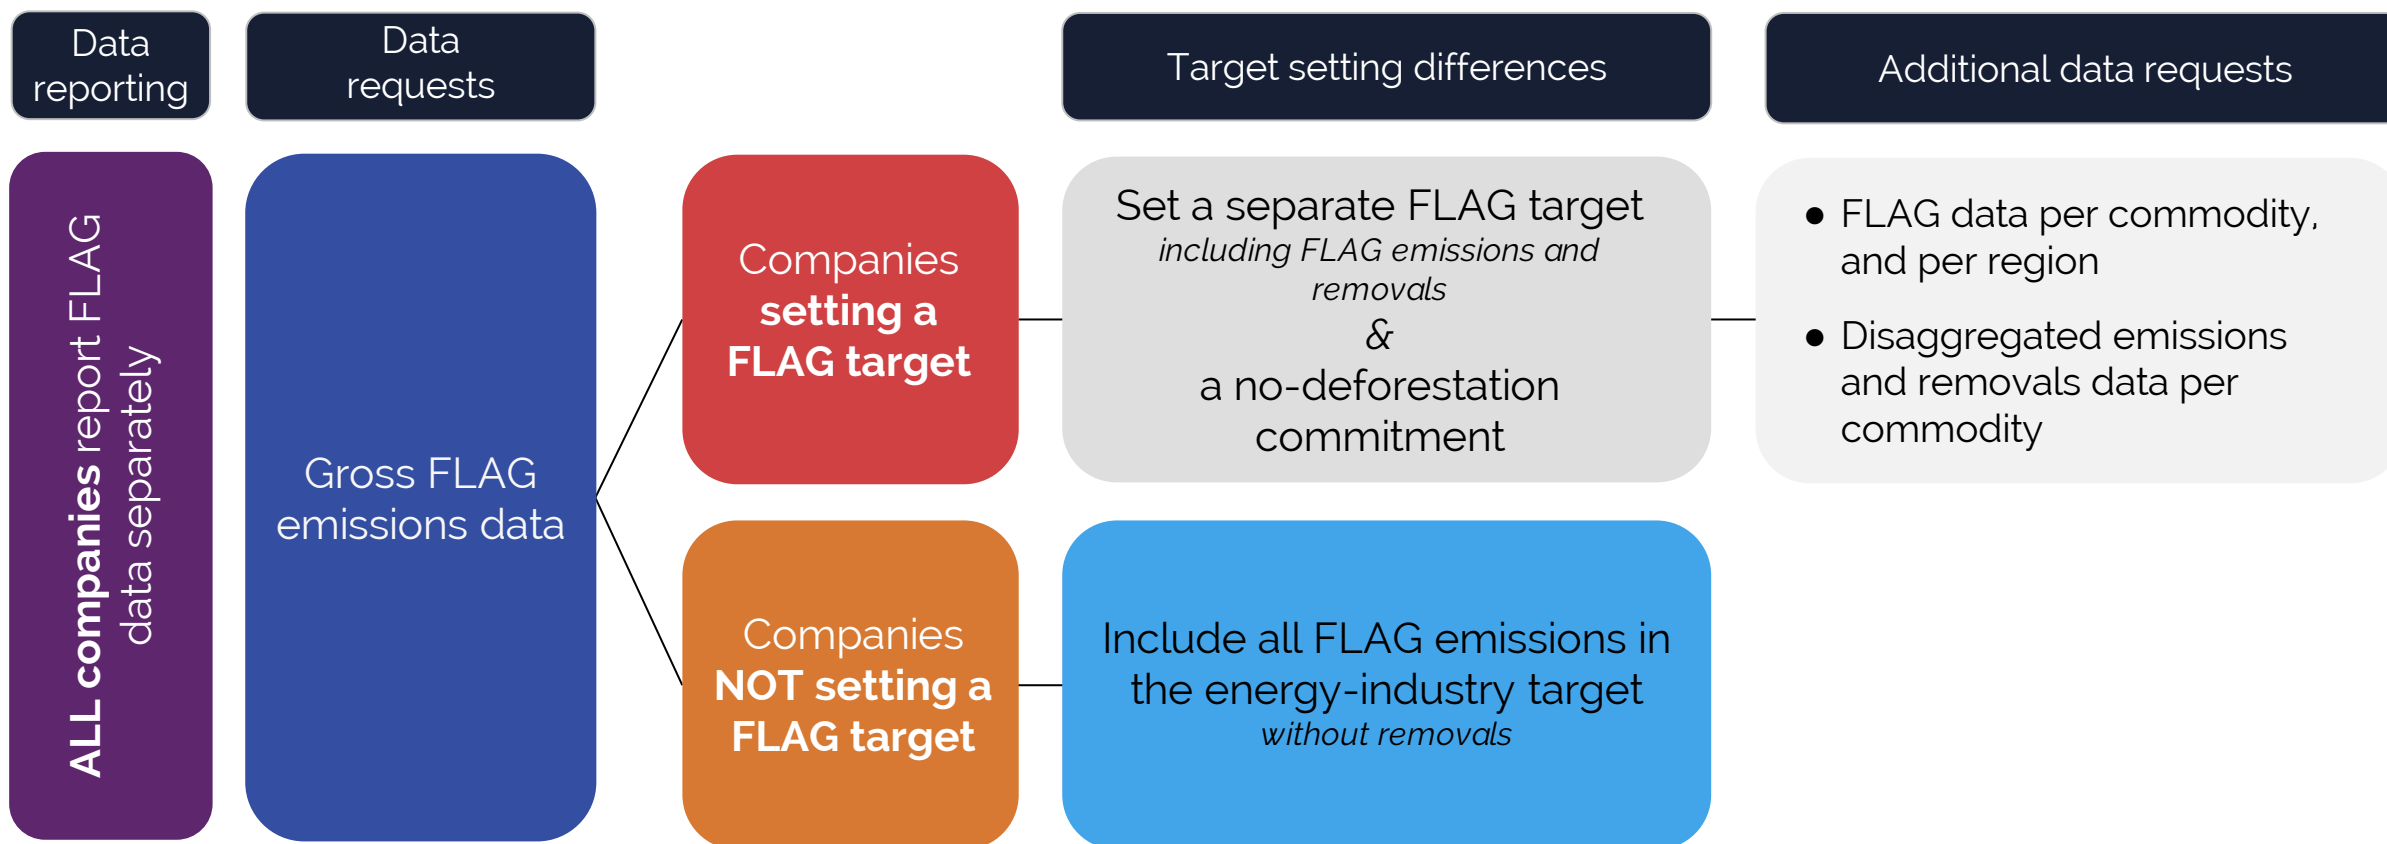 Data
reporting
Data
requests
Target setting differences
Additional data requests
ALL companies report FLAG
data separately
Gross FLAG
emissions data
Companies
setting a
FLAG target
Set a separate FLAG target
including FLAG emissions and
removals
&
a no-deforestation
commitment
● FLAG data per commodity,
and per region
● Disaggregated emissions
and removals data per
commodity
Companies
NOT setting a
FLAG target
Include all FLAG emissions in
the energy-industry target
without removals